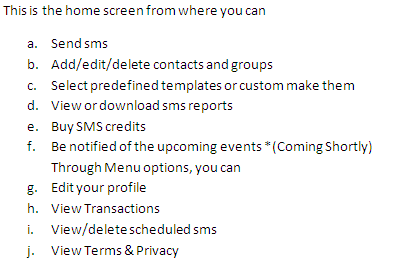 This is the home screen from where you can
a. Send sms
b. Add/edit/delete contacts and groups
c. Select predefined templates or custom make them
d. View or download sms reports
e. Buy SMS credits
f. Be notified of the upcoming events *(Coming Shortly)
Through Menu options, you can
g. Edit your profile
h. View Transactions
i. View/delete scheduled sms
j. View Terms & Privacy